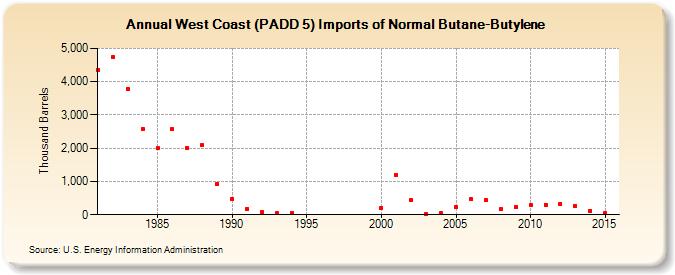 Annual West Coast (PADD 5) Imports of Normal Butane-Butylene
Thousand Barrels
5,000
4,000
3,000
2,000
1,000
0
1985 1990 1995 2000 2005 2010 2015
Source: U.S. Energy Information Administration